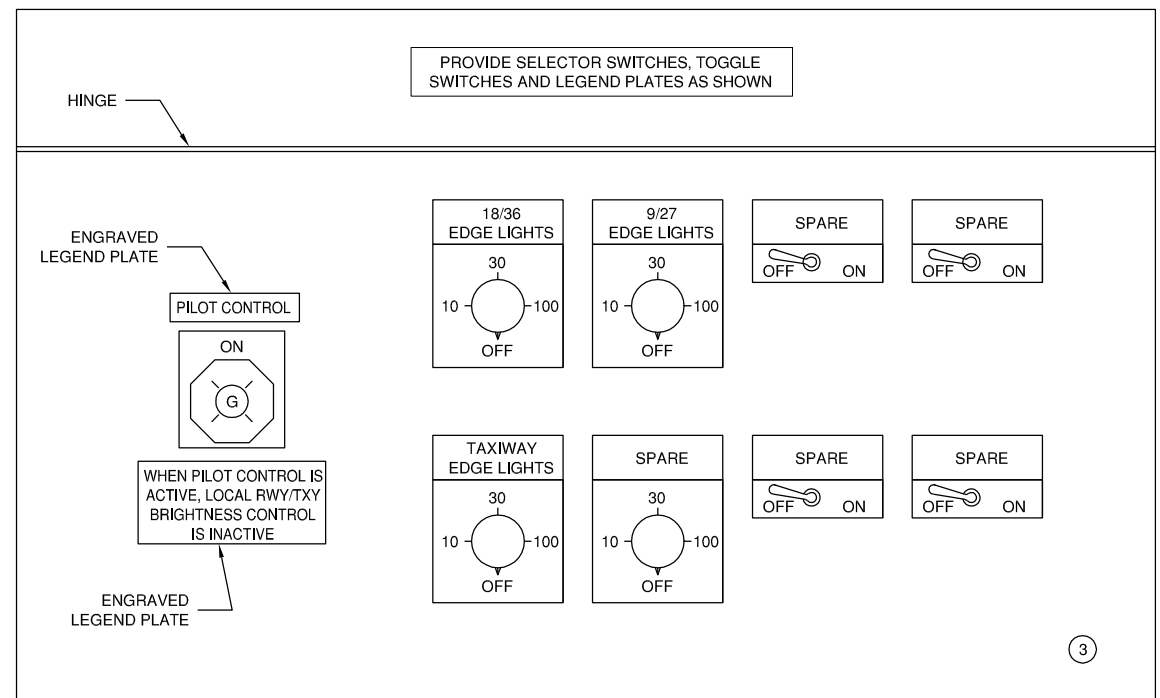 PROVIDE SELECTOR SWITCHES, TOGGLE
SWITCHES AND LEGEND PLATES AS SHOWN
HINGE
ENGRAVED
LEGEND PLATE
PILOT CONTROL
ON
G
WHEN PILOT CONTROL IS
ACTIVE, LOCAL RWY/TXY
BRIGHTNESS CONTROL
IS INACTIVE
ENGRAVED
LEGEND PLATE
18/36
EDGE LIGHTS
30
10
100
OFF
9/27
EDGE LIGHTS
30
10
100
OFF
SPARE
OFF
ON
SPARE
OFF
ON
TAXIWAY
EDGE LIGHTS
30
10
100
OFF
SPARE
30
10
100
OFF
SPARE
OFF
ON
SPARE
OFF
ON
3